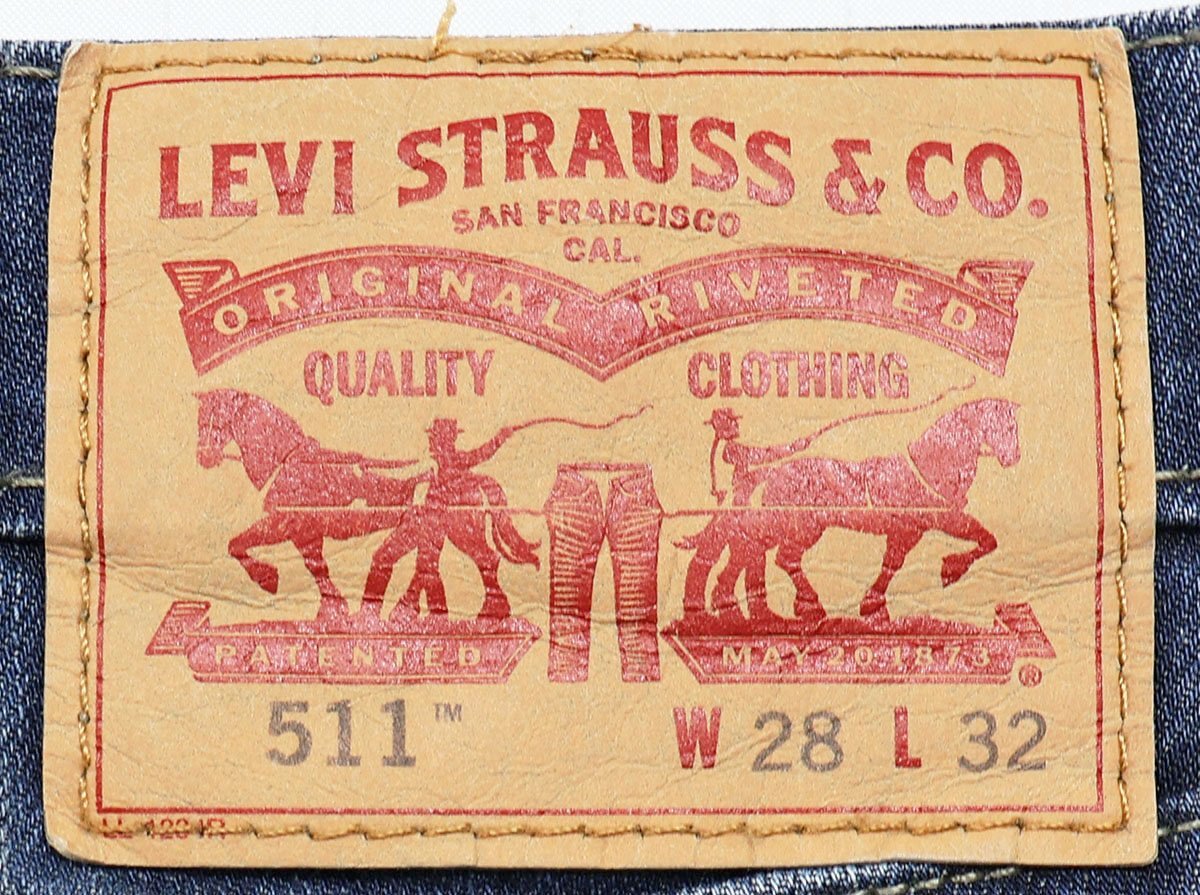 LEVI STRAUSS & CO.
SAN FRANCISCO
CAL.
ORIGINAL RIVETED
QUALITY CLOTHING
PATENTED MAY 20 1873 ®
511™ W 28 L 32